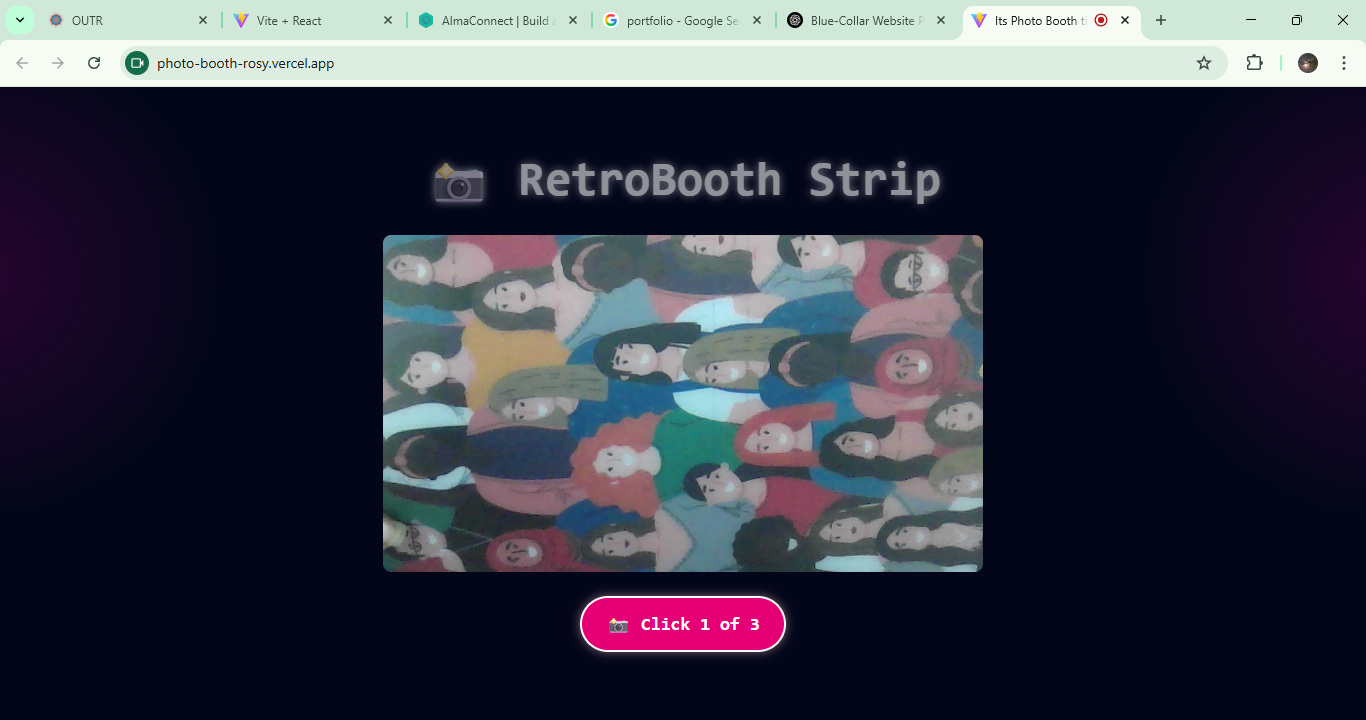 OUTR
Vite + React
AlmaConnect | Build
portfolio - Google Se
Blue-Collar Website
Its Photo Booth ti
photo-booth-rosy.vercel.app
RetroBooth Strip
Click 1 of 3